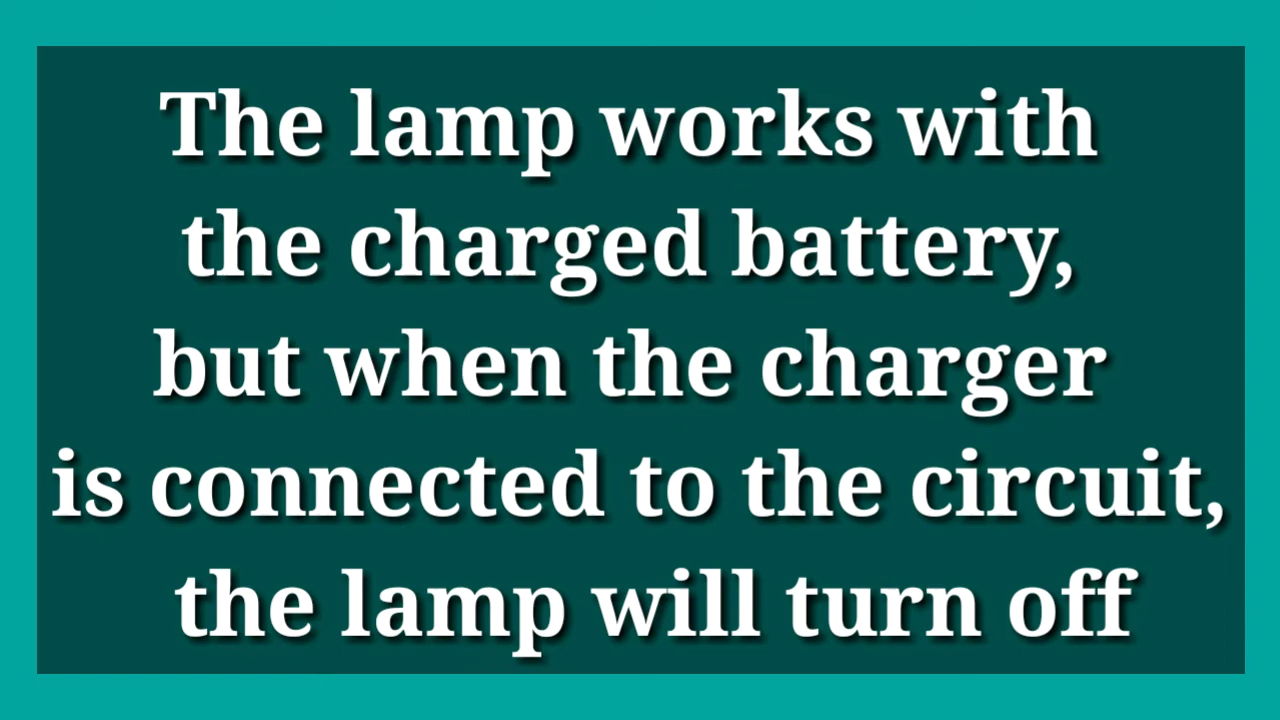 The lamp works with
the charged battery,
but when the charger
is connected to the circuit,
the lamp will turn off